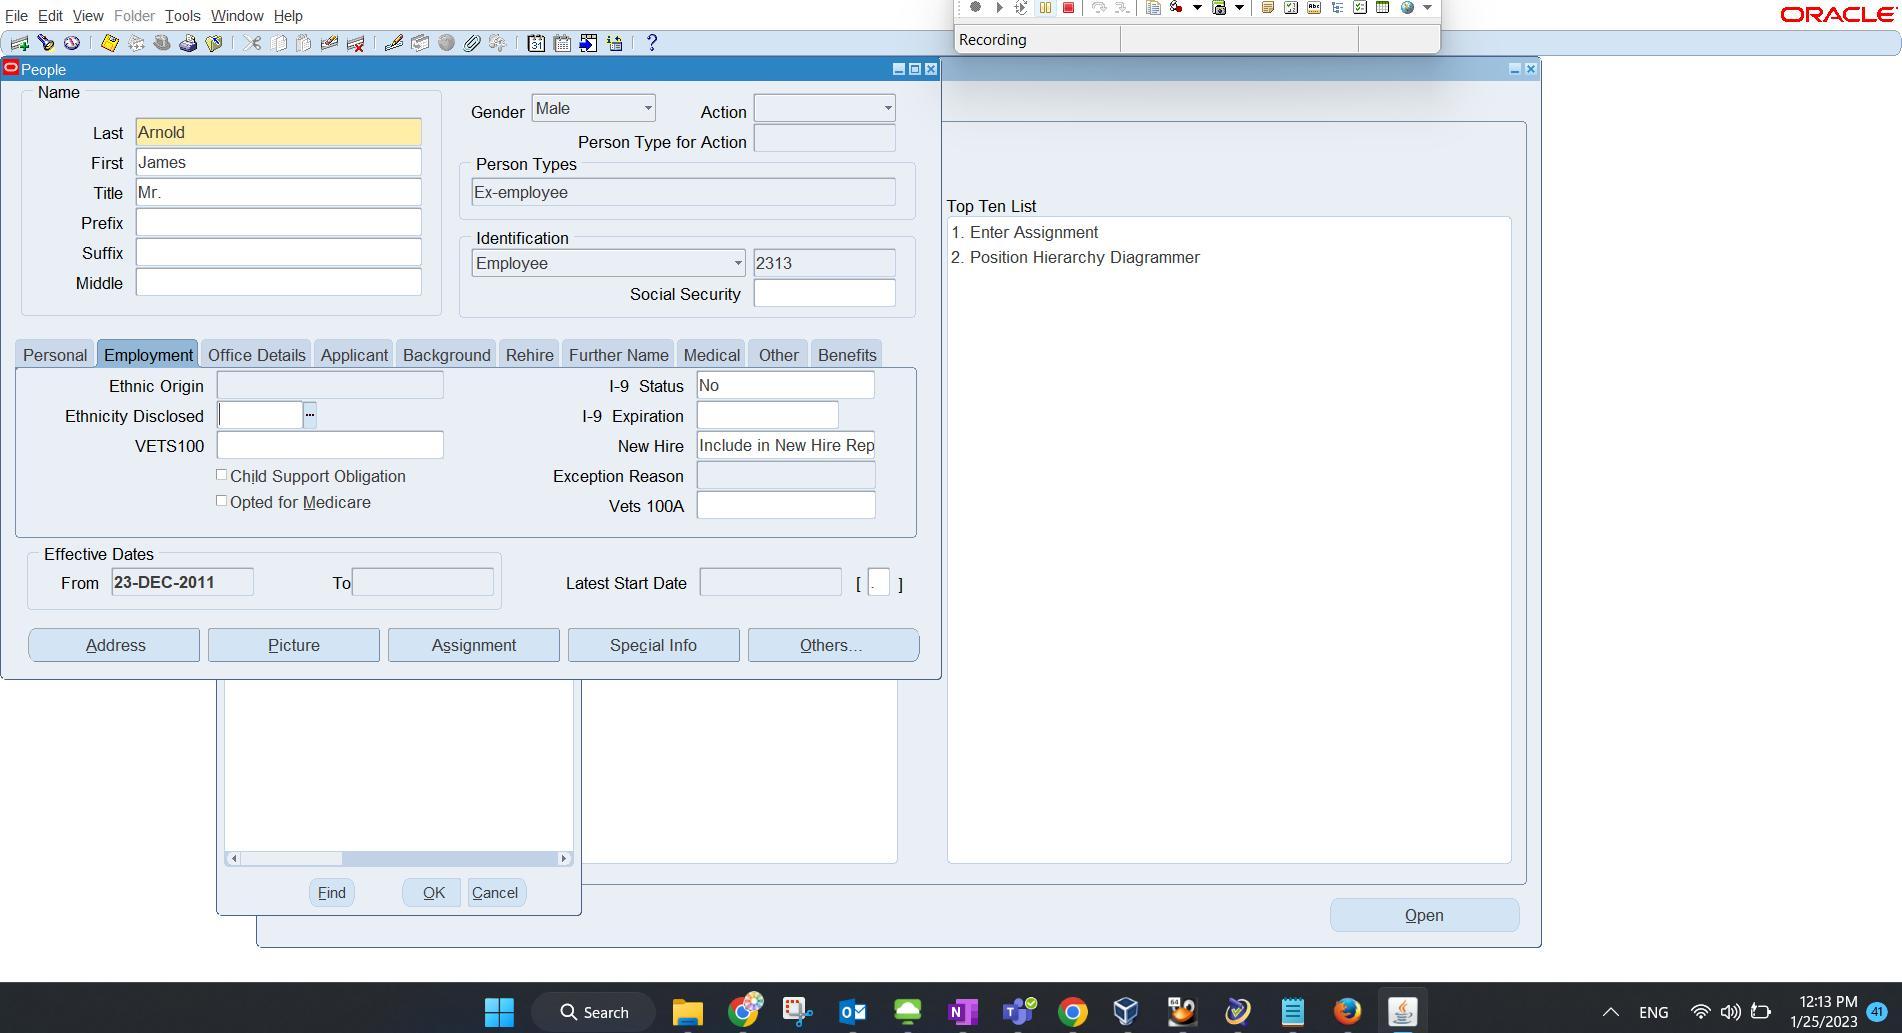 File Edit View Folder Tools Window Help
ORACLE
Recording
People
Name
Last Arnold
First James
Title Mr.
Prefix
Suffix
Middle
Gender Male Action
Person Type for Action
Person Types
Ex-employee
Identification
Employee 2313
Social Security
Top Ten List
1. Enter Assignment
2. Position Hierarchy Diagrammer
Personal Employment Office Details Applicant Background Rehire Further Name Medical Other Benefits
Ethnic Origin I-9 Status No
Ethnicity Disclosed ... I-9 Expiration
VETS100 New Hire Include in New Hire Rep
Child Support Obligation Exception Reason
Opted for Medicare Vets 100A
Effective Dates
From 23-DEC-2011 To Latest Start Date [ . ]
Address Picture Assignment Special Info Others...
Find OK Cancel
Open
Search ENG 12:13 PM
1/25/2023 41